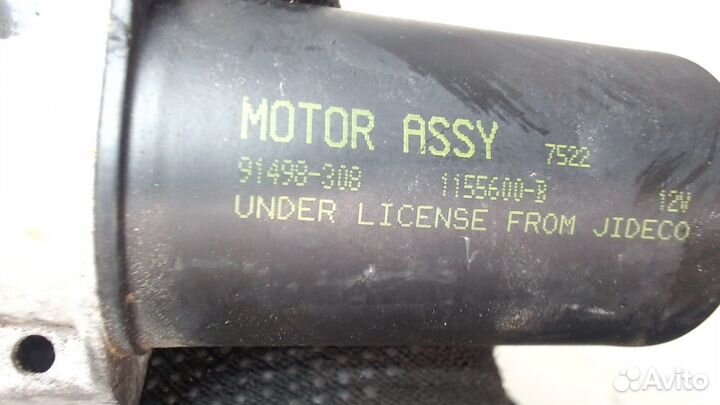 MOTOR ASSY 7522
91498-308 1155600-B 12V
UNDER LICENSE FROM JIDECO
Avito